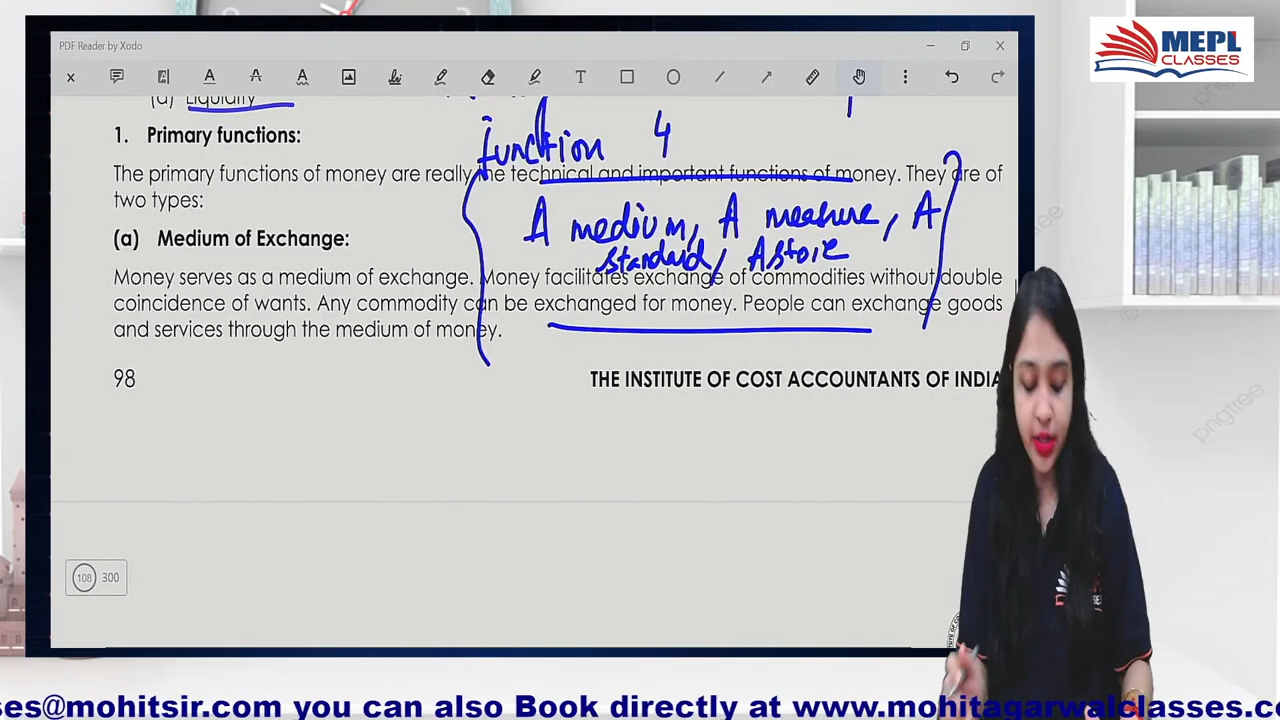 PDF Reader by Xodo
MEPL
CLASSES
(d) Liquidity
function 4
1. Primary functions:
The primary functions of money are really the technical and important functions of money. They are of
two types:
A medium, A measure, A
standard, A store
(a) Medium of Exchange:
Money serves as a medium of exchange. Money facilitates exchange of commodities without double
coincidence of wants. Any commodity can be exchanged for money. People can exchange goods
and services through the medium of money.
98
THE INSTITUTE OF COST ACCOUNTANTS OF INDIA
108 300
pngtree
ses@mohitsir.com you can also Book directly at www.mohitagarwalclasses.co